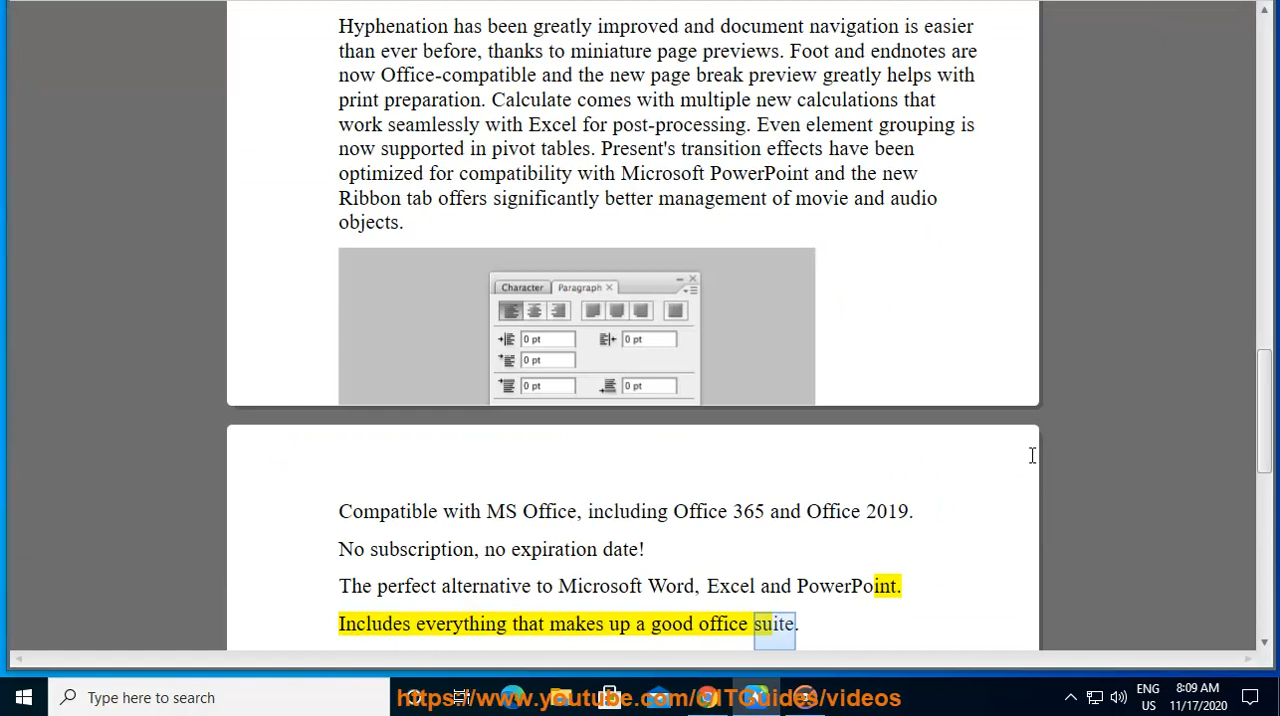 Hyphenation has been greatly improved and document navigation is easier
than ever before, thanks to miniature page previews. Foot and endnotes are
now Office-compatible and the new page break preview greatly helps with
print preparation. Calculate comes with multiple new calculations that
work seamlessly with Excel for post-processing. Even element grouping is
now supported in pivot tables. Present's transition effects have been
optimized for compatibility with Microsoft PowerPoint and the new
Ribbon tab offers significantly better management of movie and audio
objects.
Character Paragraph
0 pt 0 pt
0 pt
0 pt 0 pt
Compatible with MS Office, including Office 365 and Office 2019.
No subscription, no expiration date!
The perfect alternative to Microsoft Word, Excel and PowerPoint.
Includes everything that makes up a good office suite.
Type here to search
https://www.youtube.com/@ITGuides/videos
ENG 8:09 AM
US 11/17/2020